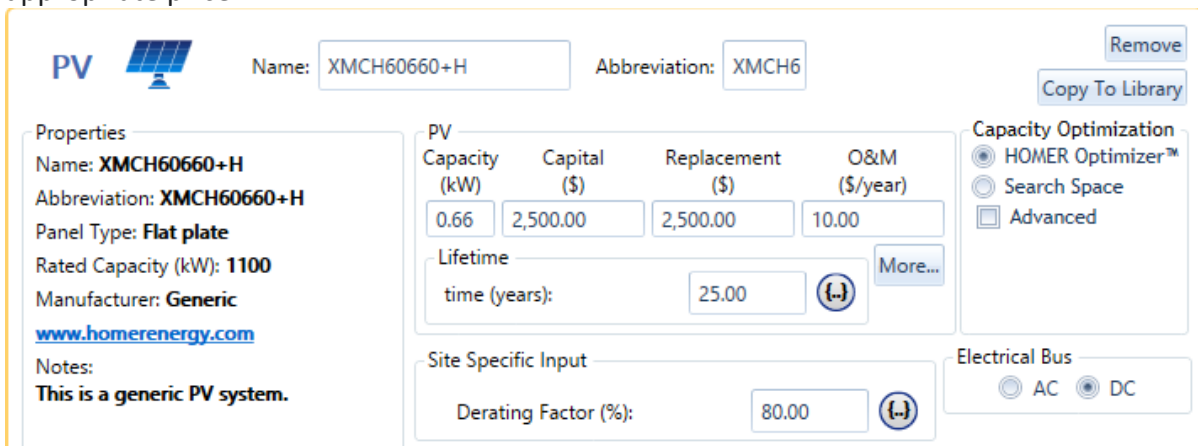 PV
Name: XMCH60660+H
Abbreviation: XMCH6
Remove
Copy To Library
Properties
Name: XMCH60660+H
Abbreviation: XMCH60660+H
Panel Type: Flat plate
Rated Capacity (kW): 1100
Manufacturer: Generic
www.homerenergy.com
Notes:
This is a generic PV system.
PV
Capacity (kW) Capital ($) Replacement ($) O&M ($/year)
0.66 2,500.00 2,500.00 10.00
Lifetime
time (years): 25.00 {..}
More...
Site Specific Input
Derating Factor (%): 80.00 {..}
Capacity Optimization
HOMER Optimizer™
Search Space
Advanced
Electrical Bus
AC DC